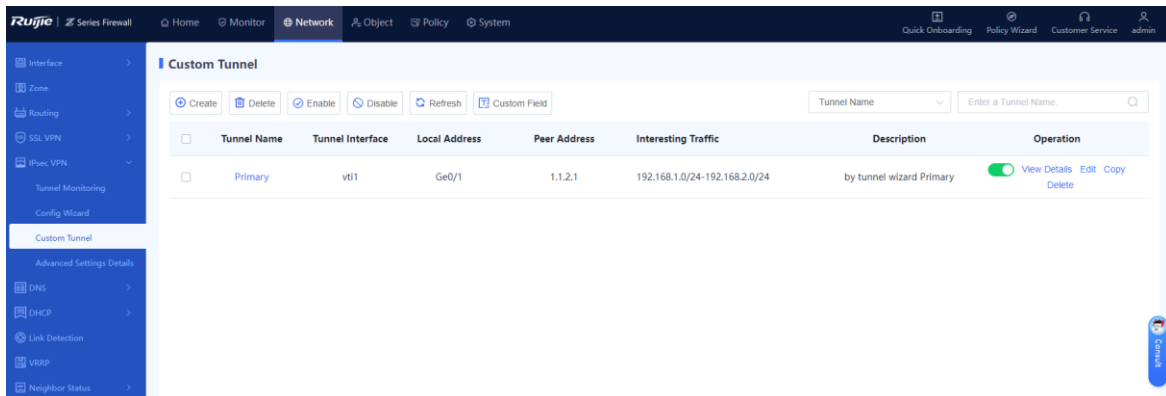 Ruijie | Z Series Firewall Home Monitor Network Object Policy System Quick Onboarding Policy Wizard Customer Service admin
Interface
Zone
Routing
SSL VPN
IPsec VPN
Tunnel Monitoring
Config Wizard
Custom Tunnel
Advanced Settings Details
DNS
DHCP
Link Detection
VRRP
Neighbor Status
Custom Tunnel
Create Delete Enable Disable Refresh Custom Field Tunnel Name Enter a Tunnel Name.
Tunnel Name Tunnel Interface Local Address Peer Address Interesting Traffic Description Operation
Primary vti1 Ge0/1 1.1.2.1 192.168.1.0/24-192.168.2.0/24 by tunnel wizard Primary View Details Edit Copy
Delete
Consult